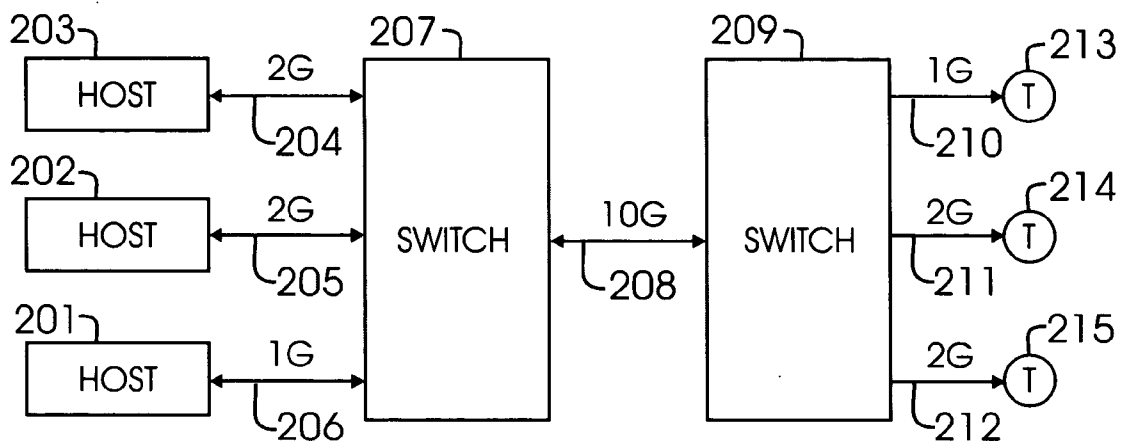 203
207
209
213
HOST
2G
1G
T
204
210
202
214
HOST
2G
SWITCH
10G
SWITCH
2G
T
205
208
211
201
215
HOST
1G
2G
T
206
212